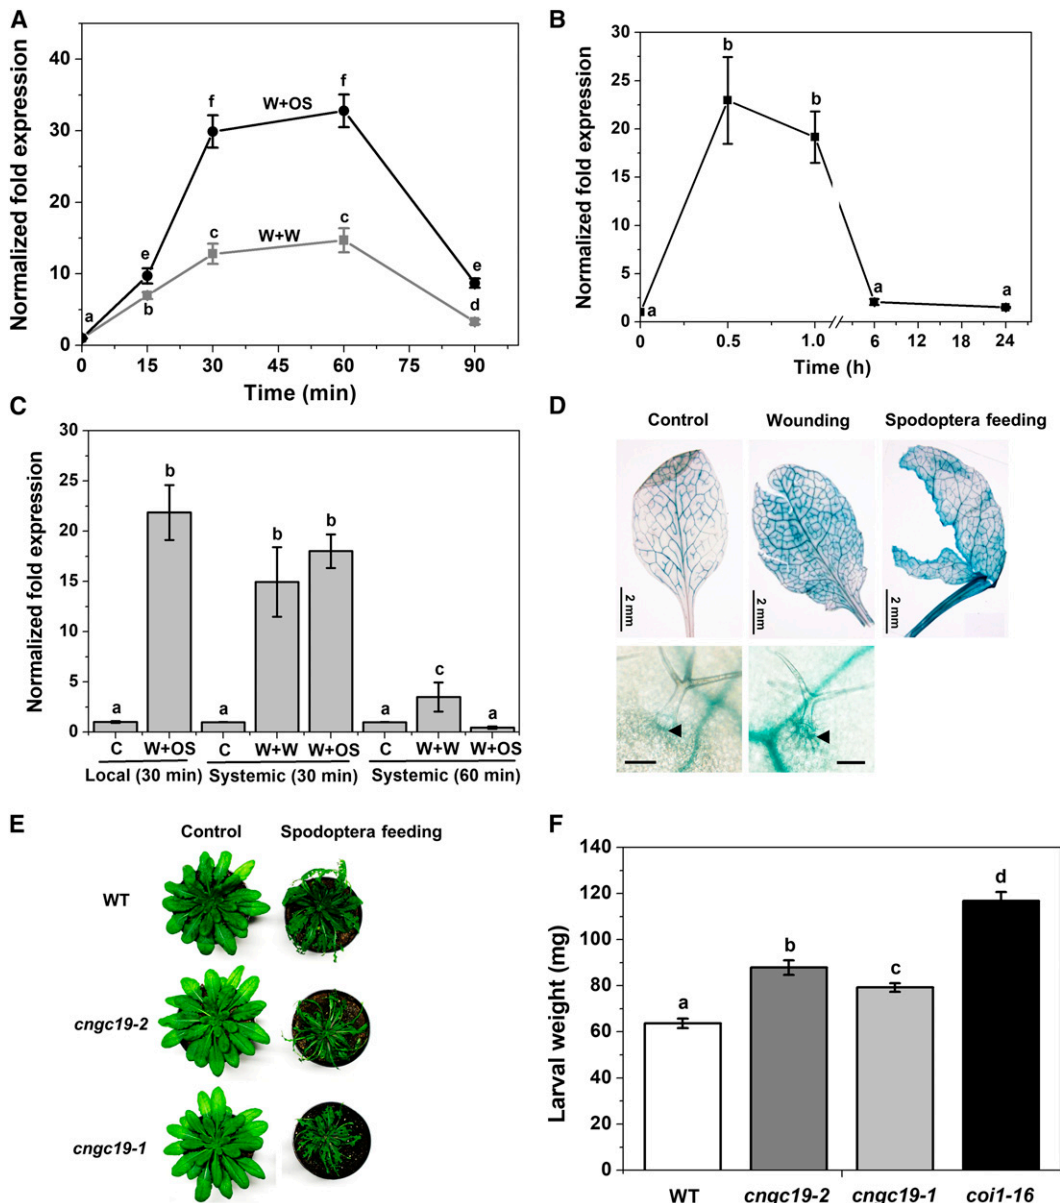 A
Normalized fold expression
40
30
20
10
0
f
f
W+OS
e
c
c
W+W
e
a
b
d
0 15 30 45 60 75 90
Time (min)
B
Normalized fold expression
30
25
20
15
10
5
0
b
b
a
a
a
0 0.5 1.0 6 12 18 24
Time (h)
C
Normalized fold expression
30
25
20
15
10
5
0
b
b
b
a
a
a
c
a
C W+OS C W+W W+OS C W+W W+OS
Local (30 min) Systemic (30 min) Systemic (60 min)
D
Control Wounding Spodoptera feeding
2 mm 2 mm 2 mm
E
Control Spodoptera feeding
WT
cngc19-2
cngc19-1
F
Larval weight (mg)
140
120
100
80
60
40
20
0
a
b
c
d
WT cngc19-2 cngc19-1 coi1-16